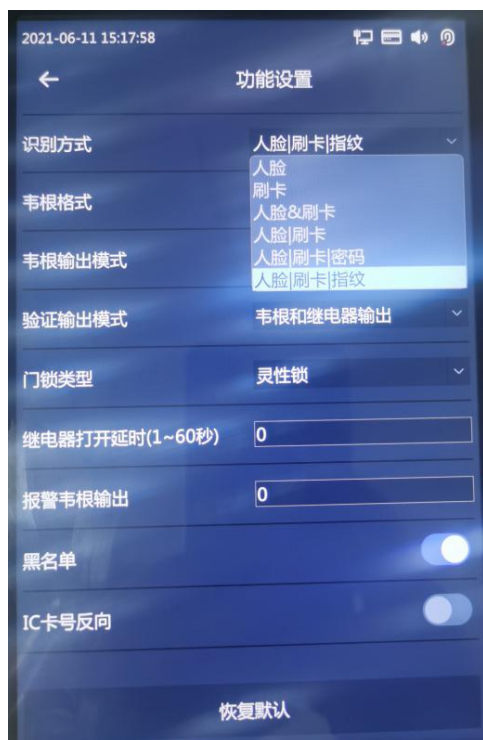 2021-06-11 15:17:58
功能设置
识别方式 人脸|刷卡|指纹
人脸
刷卡
韦根格式
人脸&刷卡
人脸|刷卡
韦根输出模式 人脸|刷卡|密码
人脸|刷卡|指纹
验证输出模式 韦根和继电器输出
门锁类型 灵性锁
继电器打开延时(1~60秒) 0
报警韦根输出 0
黑名单
IC卡号反向
恢复默认